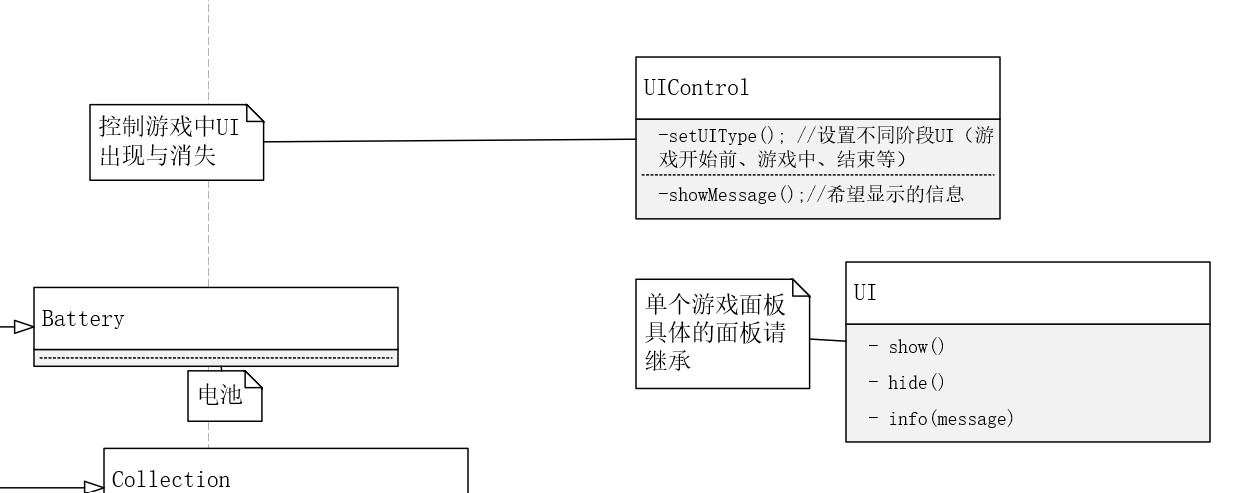 UIControl
控制游戏中UI
出现与消失
-setUIType(); //设置不同阶段UI（游
戏开始前、游戏中、结束等）
-showMessage();//希望显示的信息
Battery
电池
单个游戏面板
具体的面板请
继承
UI
- show()
- hide()
- info(message)
Collection